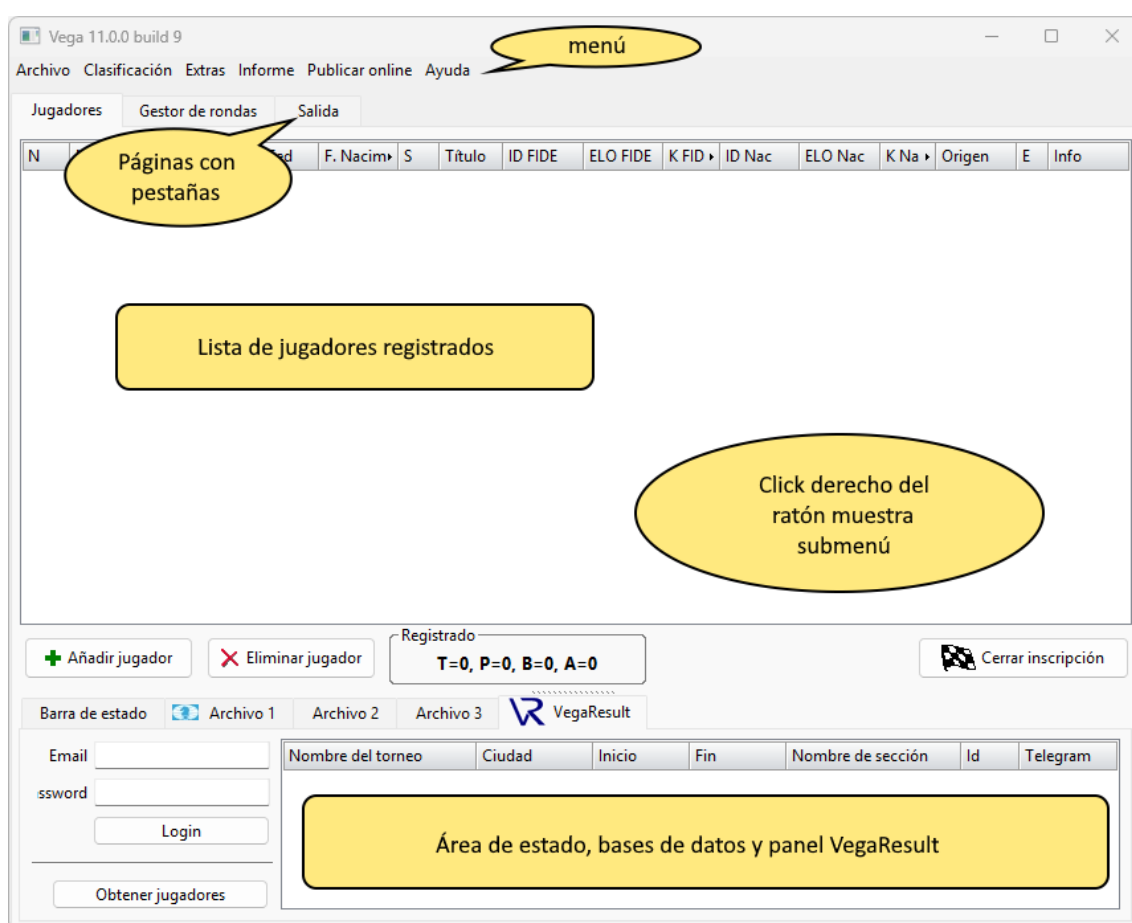 Vega 11.0.0 build 9
menú
Archivo Clasificación Extras Informe Publicar online Ayuda
Jugadores Gestor de rondas Salida
N F. Nacim S Título ID FIDE ELO FIDE K FID ID Nac ELO Nac K Na Origen E Info
Páginas con
pestañas
Lista de jugadores registrados
Click derecho del
ratón muestra
submenú
Añadir jugador Eliminar jugador
Registrado
T=0, P=0, B=0, A=0
Cerrar inscripción
Barra de estado Archivo 1 Archivo 2 Archivo 3 VR VegaResult
Email
ssword
Login
Obtener jugadores
Nombre del torneo Ciudad Inicio Fin Nombre de sección Id Telegram
Área de estado, bases de datos y panel VegaResult